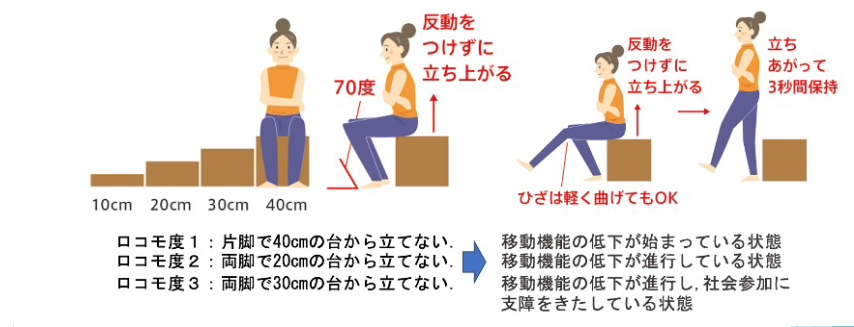 反動を
つけずに
立ち上がる
70度
10cm 20cm 30cm 40cm
反動を
つけずに
立ち上がる
立ち
あがって
3秒間保持
ひざは軽く曲げてもOK
ロコモ度１：片脚で40㎝の台から立てない.
ロコモ度２：両脚で20㎝の台から立てない.
ロコモ度３：両脚で30㎝の台から立てない.
移動機能の低下が始まっている状態
移動機能の低下が進行している状態
移動機能の低下が進行し,社会参加に
支障をきたしている状態